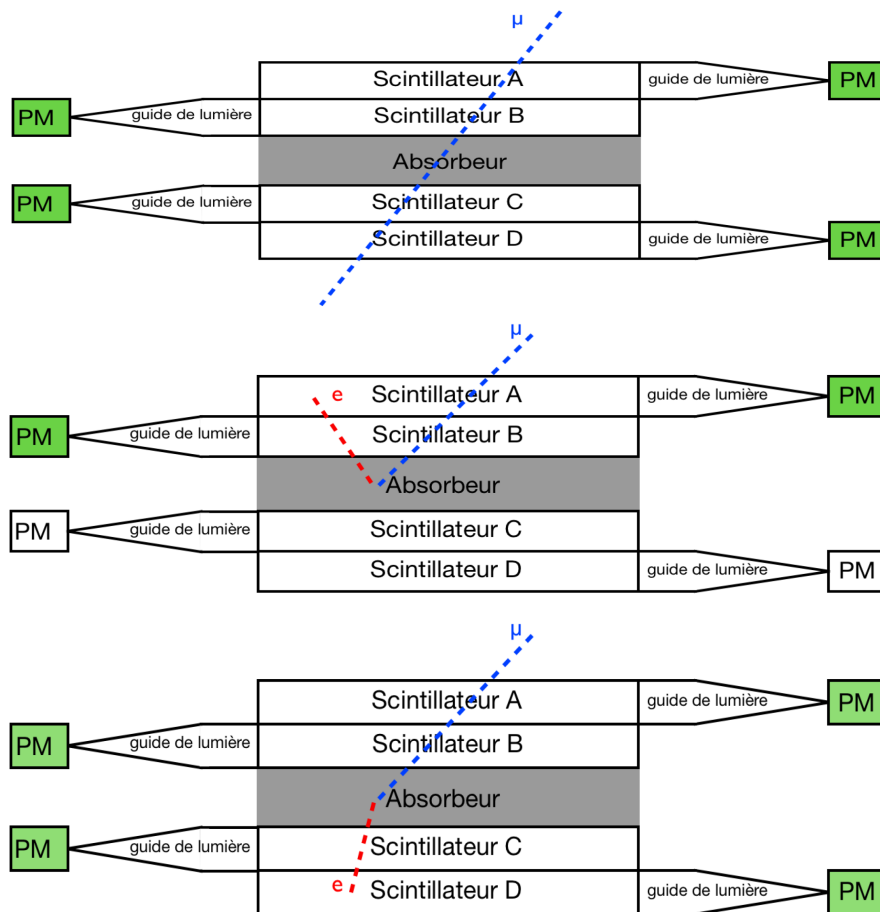 µ
Scintillateur A
guide de lumière
PM
PM
guide de lumière
Scintillateur B
Absorbeur
PM
guide de lumière
Scintillateur C
Scintillateur D
guide de lumière
PM
µ
e
Scintillateur A
guide de lumière
PM
PM
guide de lumière
Scintillateur B
Absorbeur
PM
guide de lumière
Scintillateur C
Scintillateur D
guide de lumière
PM
µ
Scintillateur A
guide de lumière
PM
PM
guide de lumière
Scintillateur B
Absorbeur
PM
guide de lumière
Scintillateur C
e
Scintillateur D
guide de lumière
PM